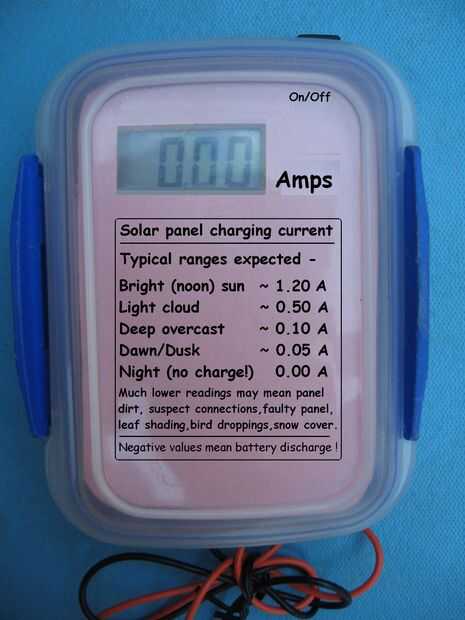 On/Off
00.0
Amps
Solar panel charging current
Typical ranges expected -
Bright (noon) sun ~ 1.20 A
Light cloud ~ 0.50 A
Deep overcast ~ 0.10 A
Dawn/Dusk ~ 0.05 A
Night (no charge!) 0.00 A
Much lower readings may mean panel
dirt, suspect connections,faulty panel,
leaf shading,bird droppings,snow cover.
Negative values mean battery discharge !